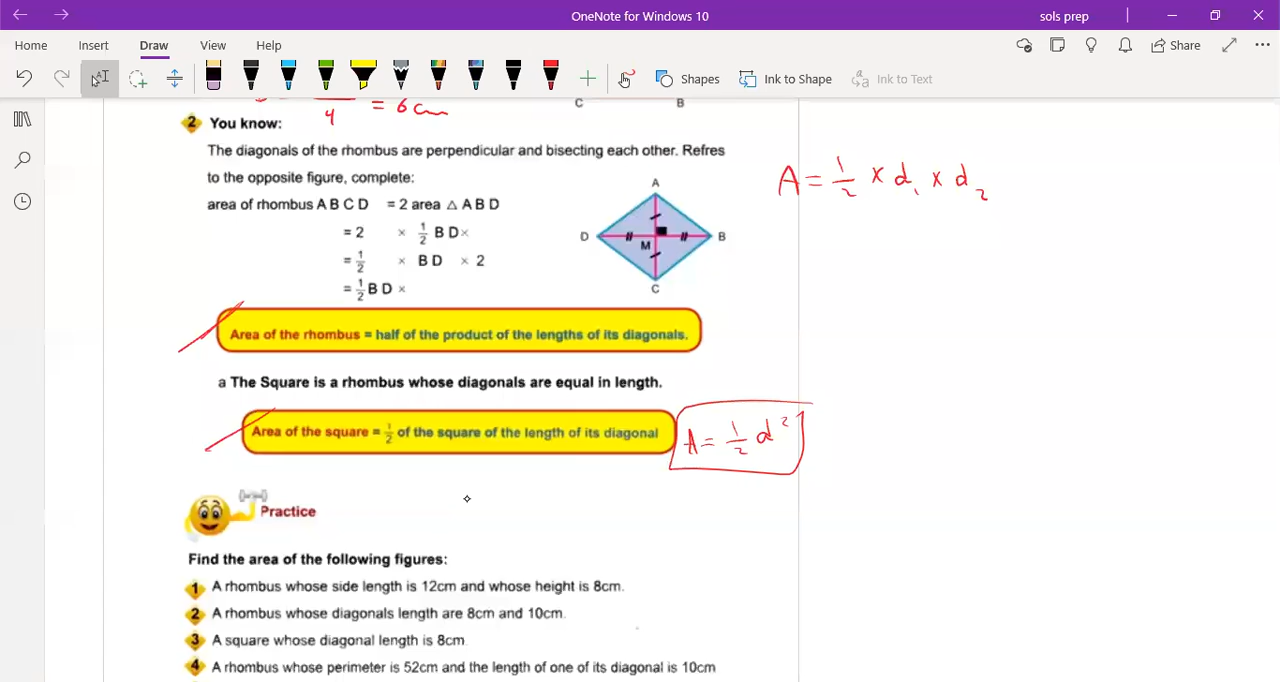 OneNote for Windows 10
sols prep
Home Insert Draw View Help
Share
Shapes
Ink to Shape
Ink to Text
4 = 6 cm
C B
2 You know:
The diagonals of the rhombus are perpendicular and bisecting each other. Refres
to the opposite figure, complete:
area of rhombus A B C D = 2 area △ A B D
= 2 × 1/2 B D×
= 1/2 × B D × 2
= 1/2 B D ×
A
D B
M
C
A = 1/2 × d₁ × d₂
Area of the rhombus = half of the product of the lengths of its diagonals.
a The Square is a rhombus whose diagonals are equal in length.
Area of the square = 1/2 of the square of the length of its diagonal
A = 1/2 d²
Practice
Find the area of the following figures:
1 A rhombus whose side length is 12cm and whose height is 8cm.
2 A rhombus whose diagonals length are 8cm and 10cm.
3 A square whose diagonal length is 8cm.
4 A rhombus whose perimeter is 52cm and the length of one of its diagonal is 10cm